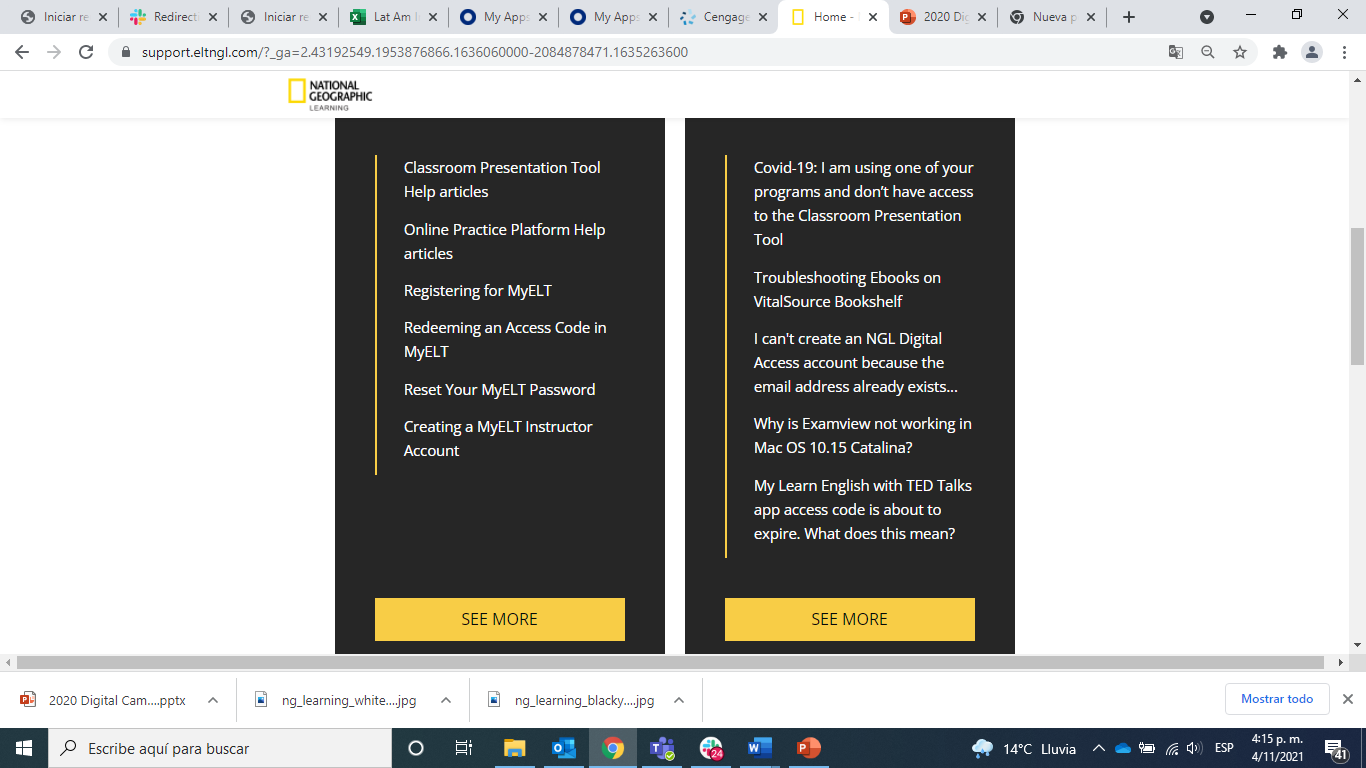 Iniciar re
Redirect
Iniciar re
Lat Am I
My Apps
My Apps
Cengage
Home -
2020 Di
Nueva p
support.eltngl.com/?_ga=2.43192549.1953876866.1636060000-2084878471.1635263600
NATIONAL
GEOGRAPHIC
LEARNING
Classroom Presentation Tool
Help articles
Online Practice Platform Help
articles
Registering for MyELT
Redeeming an Access Code in
MyELT
Reset Your MyELT Password
Creating a MyELT Instructor
Account
SEE MORE
Covid-19: I am using one of your
programs and don’t have access
to the Classroom Presentation
Tool
Troubleshooting Ebooks on
VitalSource Bookshelf
I can't create an NGL Digital
Access account because the
email address already exists...
Why is Examview not working in
Mac OS 10.15 Catalina?
My Learn English with TED Talks
app access code is about to
expire. What does this mean?
SEE MORE
2020 Digital Cam....pptx
ng_learning_white....jpg
ng_learning_blacky....jpg
Mostrar todo
Escribe aquí para buscar
24
14°C Lluvia
ESP
4:15 p. m.
4/11/2021
41